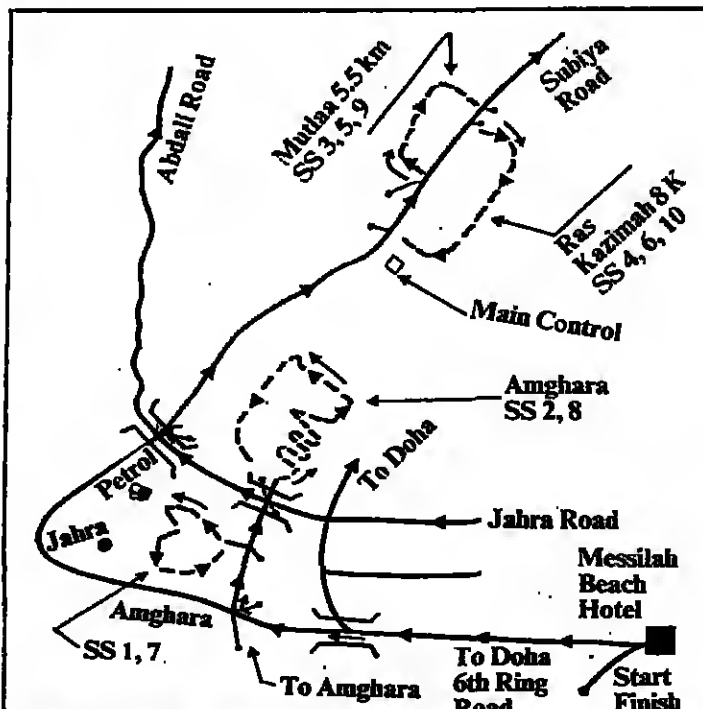 Abdali Road
Mutlaa 5.5 km
SS 3, 5, 9
Subiya
Road
Ras
Kazimah 8 K
SS 4, 6, 10
Main Control
Amghara
SS 2, 8
To Doha
Petrol
Jahra
Jahra Road
Messilah
Beach
Hotel
Amghara
SS 1, 7
To Amghara
To Doha
6th Ring
Road
Start
Finish